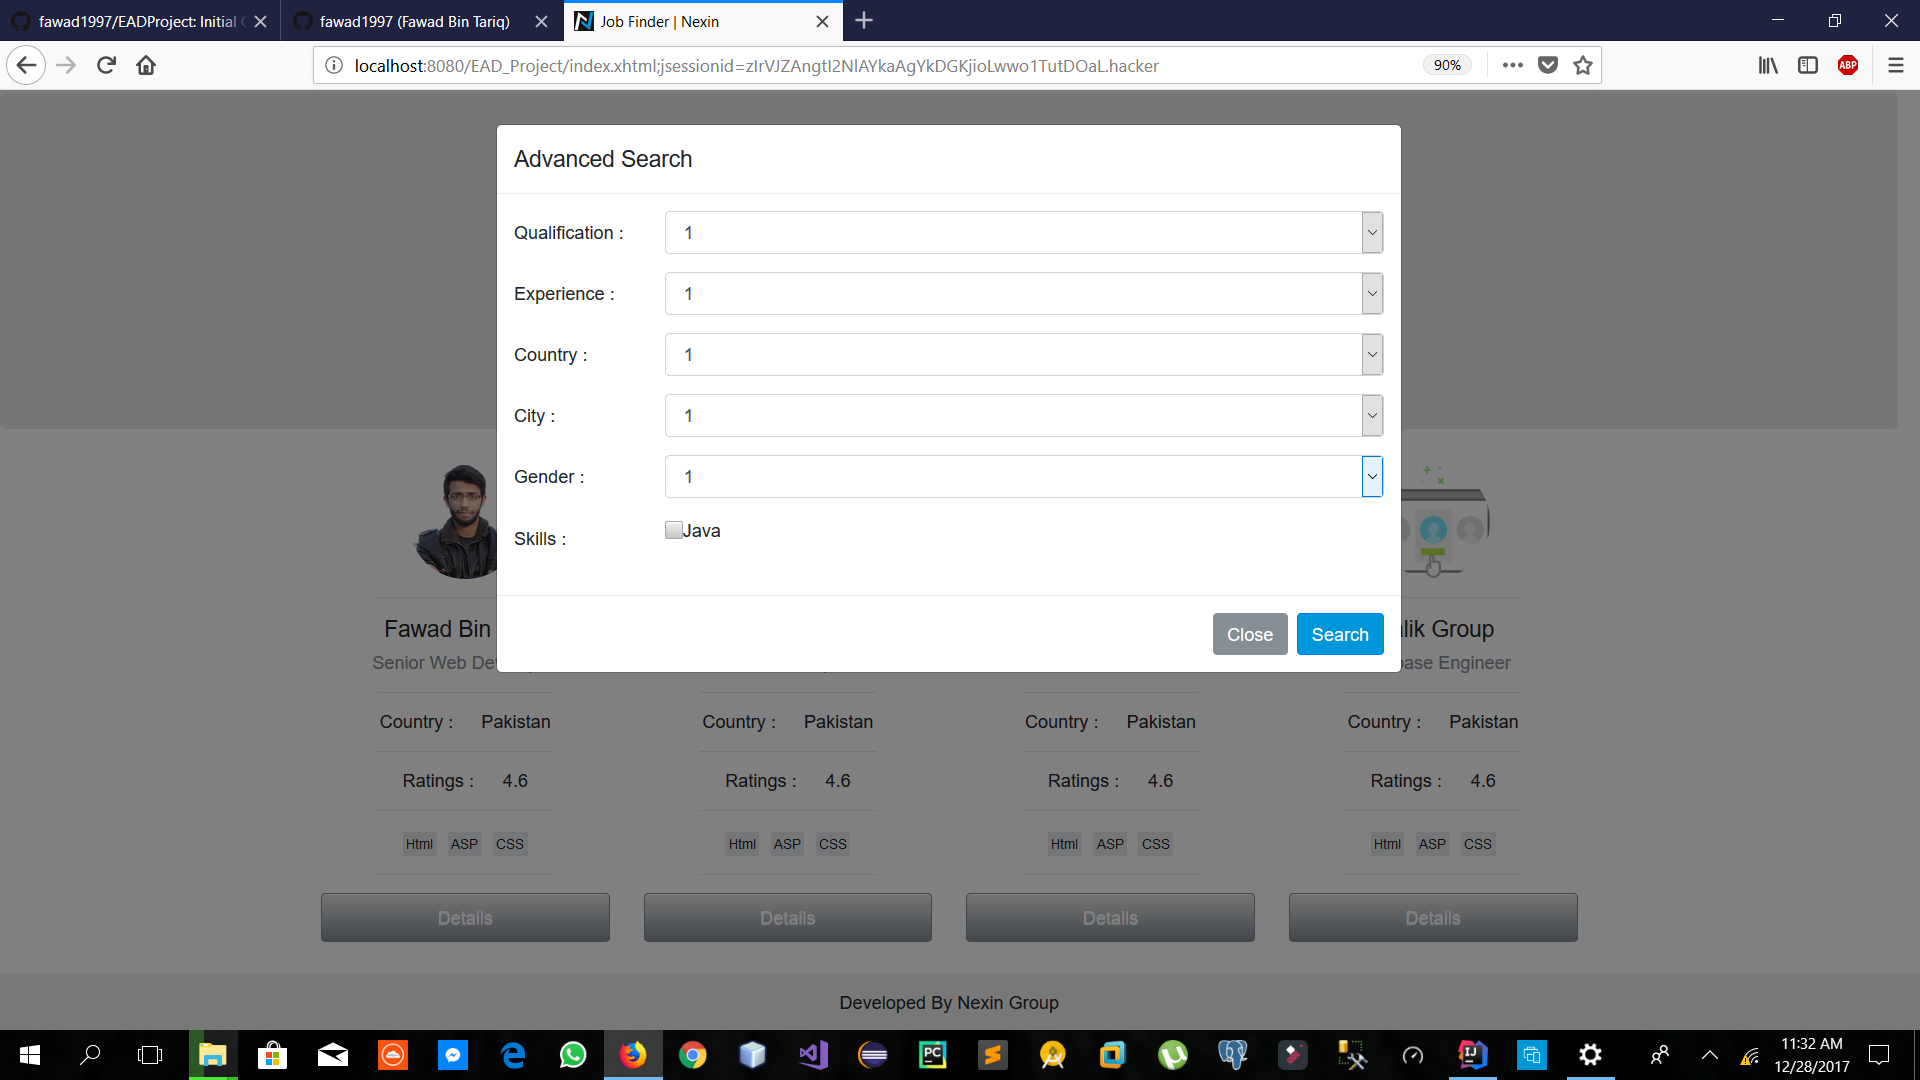 fawad1997/EADProject: Initial
fawad1997 (Fawad Bin Tariq)
Job Finder | Nexin
localhost:8080/EAD_Project/index.xhtml;jsessionid=zIrVJZAngtI2NlAYkaAgYkDGKjioLwwo1TutDOaL.hacker
90%
ABP
Advanced Search
Qualification : 1
Experience : 1
Country : 1
City : 1
Gender : 1
Skills : Java
Close Search
Fawad Bin
Senior Web
Group
Engineer
Country : Pakistan Country : Pakistan Country : Pakistan Country : Pakistan
Ratings : 4.6 Ratings : 4.6 Ratings : 4.6 Ratings : 4.6
Html ASP CSS Html ASP CSS Html ASP CSS Html ASP CSS
Details Details Details Details
Developed By Nexin Group
PC
IJ
11:32 AM
12/28/2017